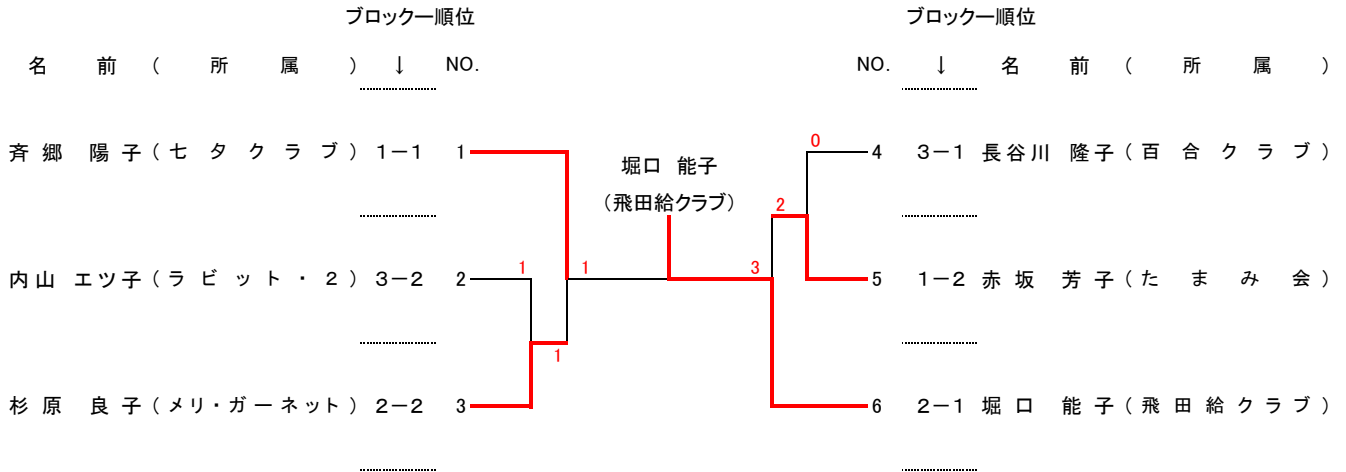 ブロックー順位 ブロックー順位
名 前 ( 所 属 ) ↓ NO. NO. ↓ 名 前 ( 所 属 )
斉郷 陽子(七夕クラブ) 1-1 1 0 4 3-1 長谷川 隆子(百合クラブ)
堀口 能子
(飛田給クラブ) 2
内山 エツ子(ラビット・2) 3-2 2 1 1 3 5 1-2 赤坂 芳子(たまみ会)
1
杉原 良子(メリ・ガーネット) 2-2 3 6 2-1 堀口 能子(飛田給クラブ)